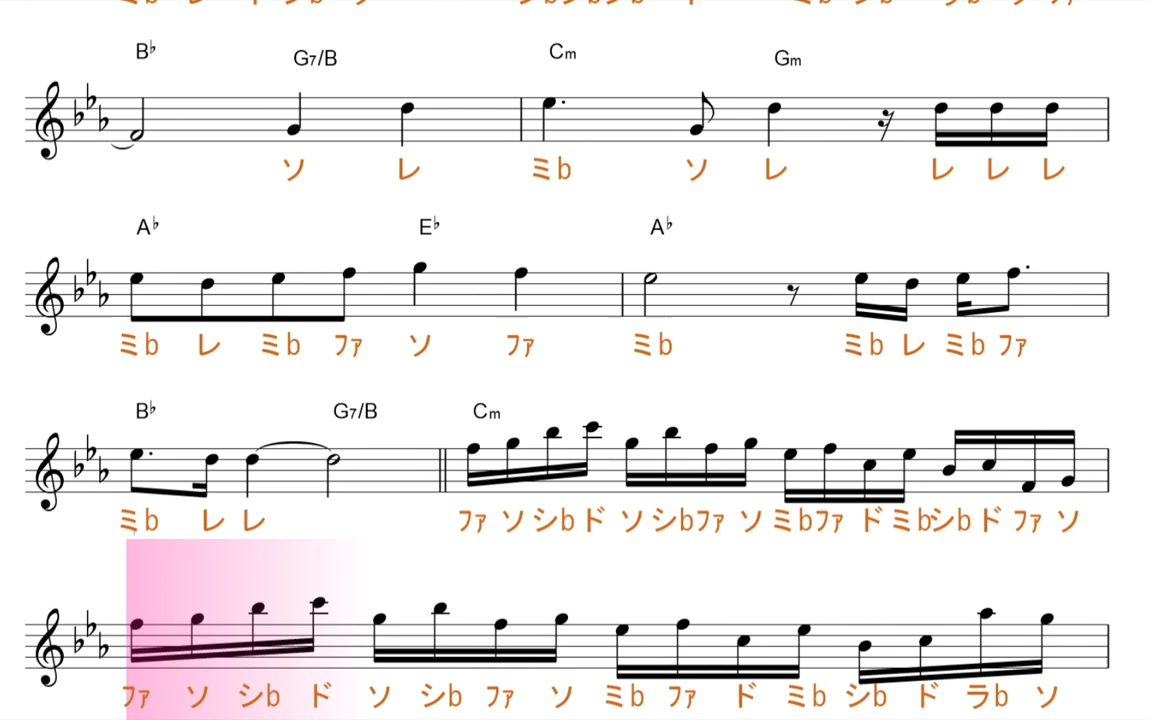 B♭ G7/B Cm Gm
ソ レ ミb ソ レ レ レ レ
A♭ E♭ A♭
ミb レ ミb ファ ソ ファ ミb ミb レ ミb ファ
B♭ G7/B Cm
ミb レ レ ファ ソ シb ド ソ シb ファ ソ ミb ファ ド ミb シb ド ファ ソ
ファ ソ シb ド ソ シb ファ ソ ミb ファ ド ミb シb ド ラb ソ